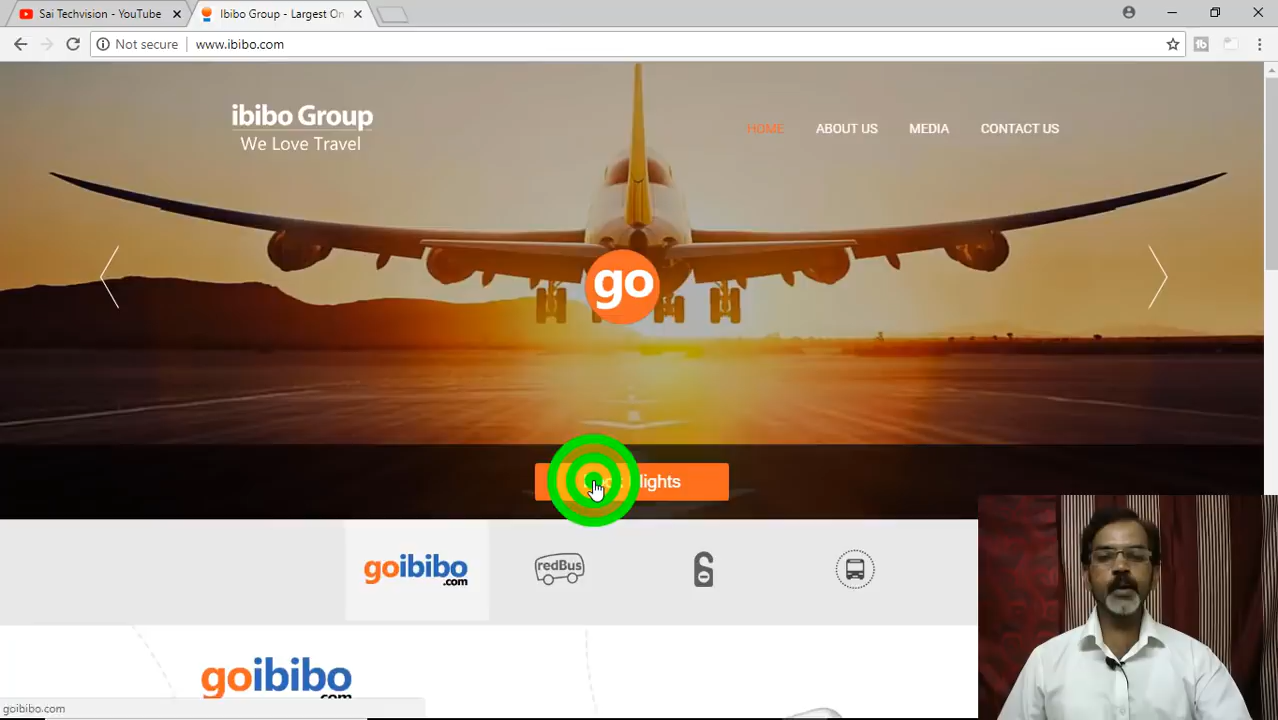 Sai Techvision - YouTube
Ibibo Group - Largest On
Not secure
www.ibibo.com
ibibo Group
We Love Travel
HOME
ABOUT US
MEDIA
CONTACT US
go
lights
goibibo
.com
redBus
goibibo
.com
goibibo.com